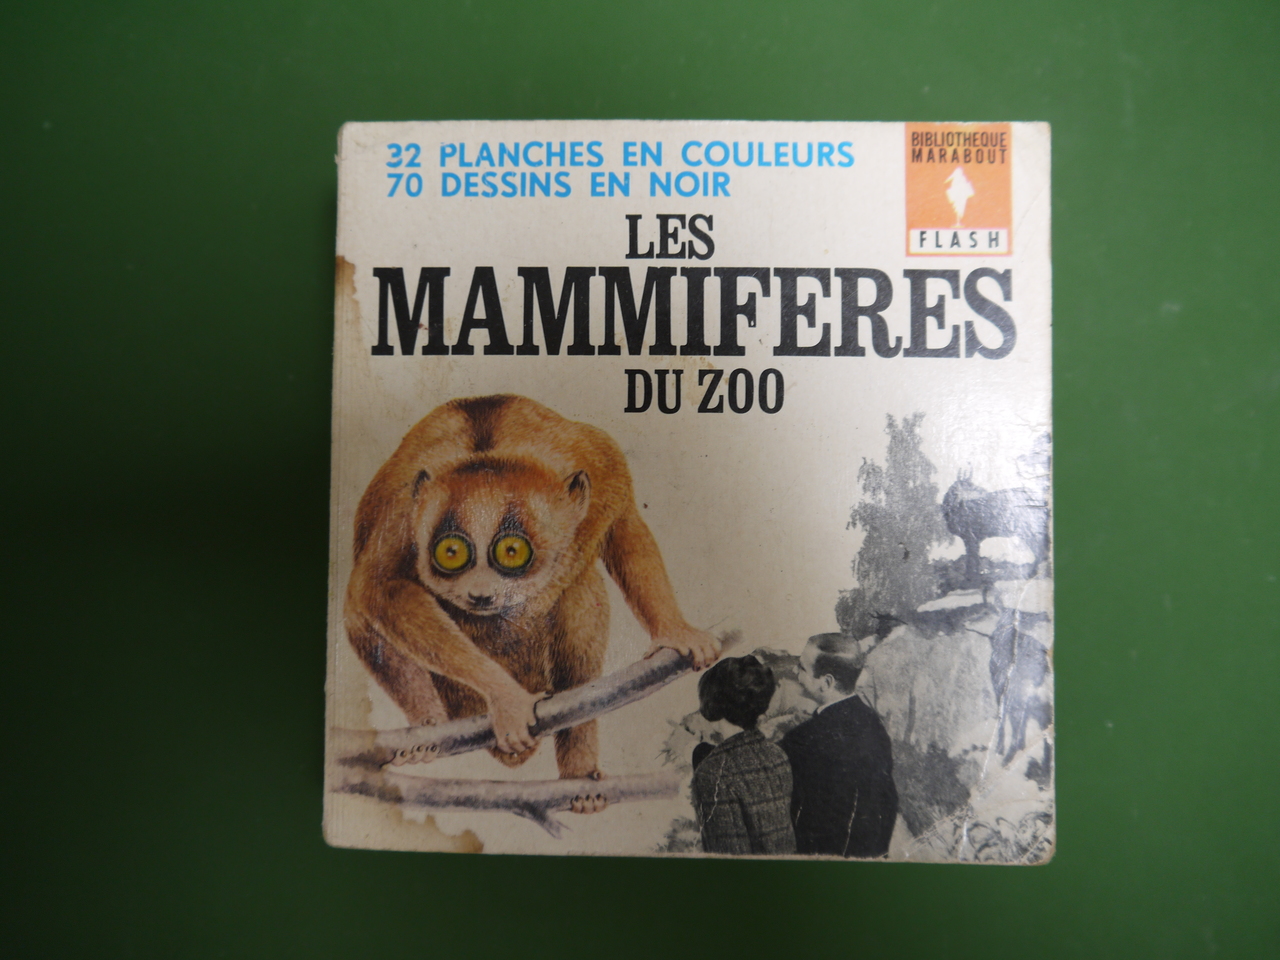 32 PLANCHES EN COULEURS
70 DESSINS EN NOIR
BIBLIOTHEQUE
MARABOUT
FLASH
LES
MAMMIFERES
DU ZOO